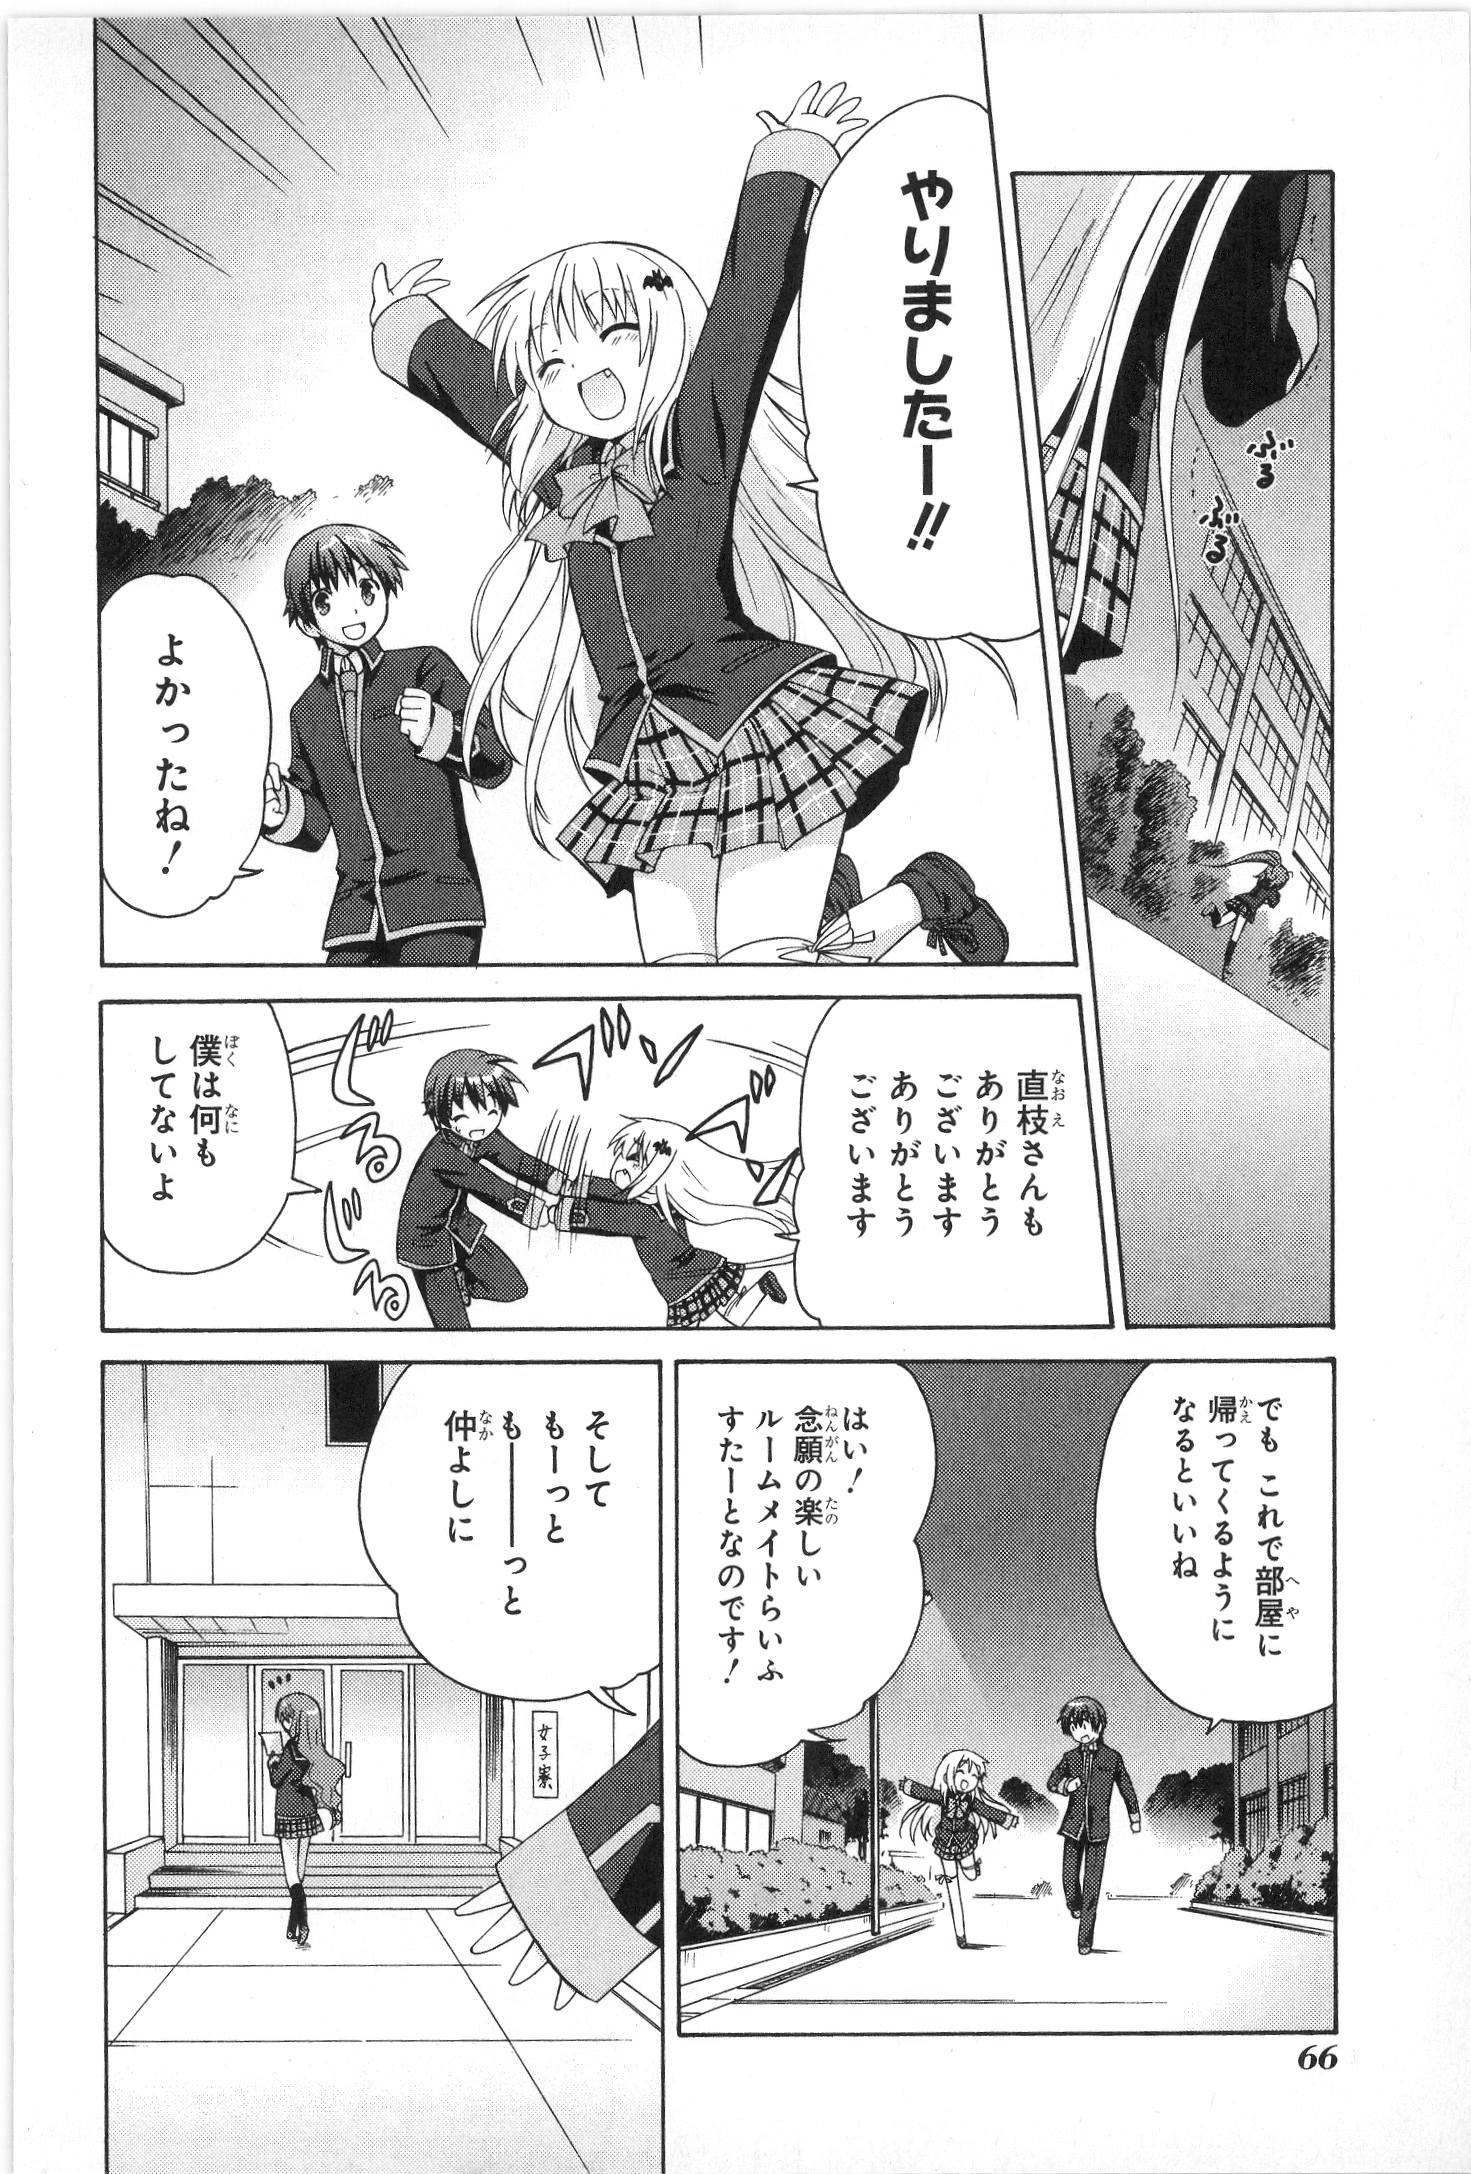 ぶる
ぶる
やりましたー!!
よかったね!
直枝さんも
ありがとう
ございます
ありがとう
ございます
ブンブン
ぐるぐる
僕は何も
してないよ
でも これで部屋に
帰ってくるように
なるといいね
はい!
念願の楽しい
ルームメイトらいふ
すたーとなのです!
そして
もーっと
もーーっと
仲よしに
女子寮
66